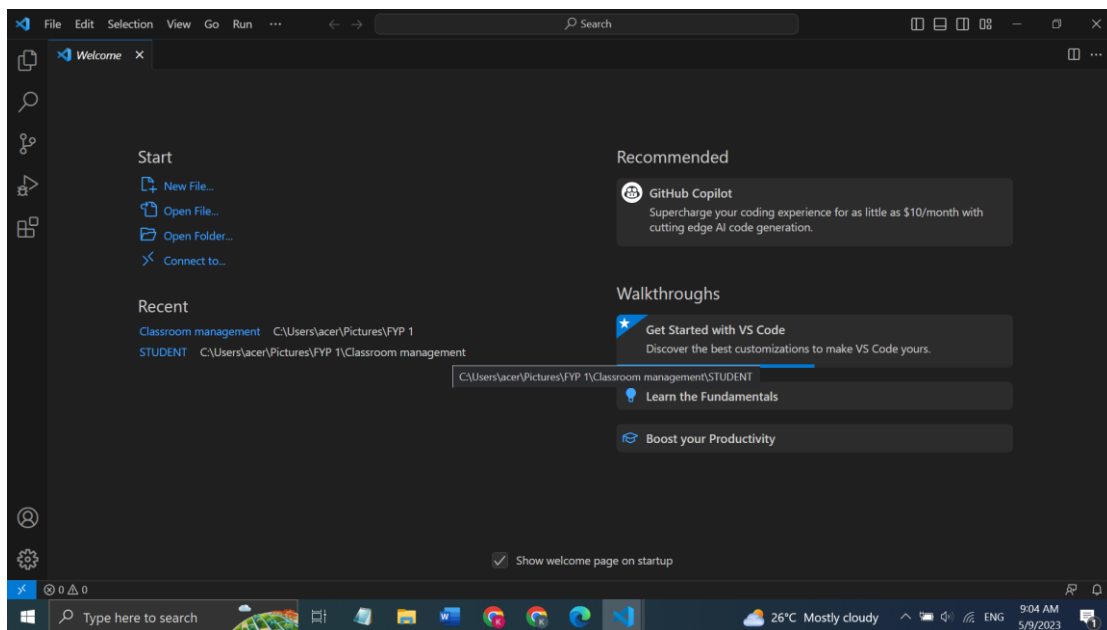 File Edit Selection View Go Run ··· Search
Welcome
Start
New File...
Open File...
Open Folder...
Connect to...
Recent
Classroom management C:\Users\acer\Pictures\FYP 1
STUDENT C:\Users\acer\Pictures\FYP 1\Classroom management
C:\Users\acer\Pictures\FYP 1\Classroom management\STUDENT
Recommended
GitHub Copilot
Supercharge your coding experience for as little as $10/month with
cutting edge AI code generation.
Walkthroughs
Get Started with VS Code
Discover the best customizations to make VS Code yours.
Learn the Fundamentals
Boost your Productivity
Show welcome page on startup
0 0
Type here to search 26°C Mostly cloudy ENG
9:04 AM
5/9/2023
1